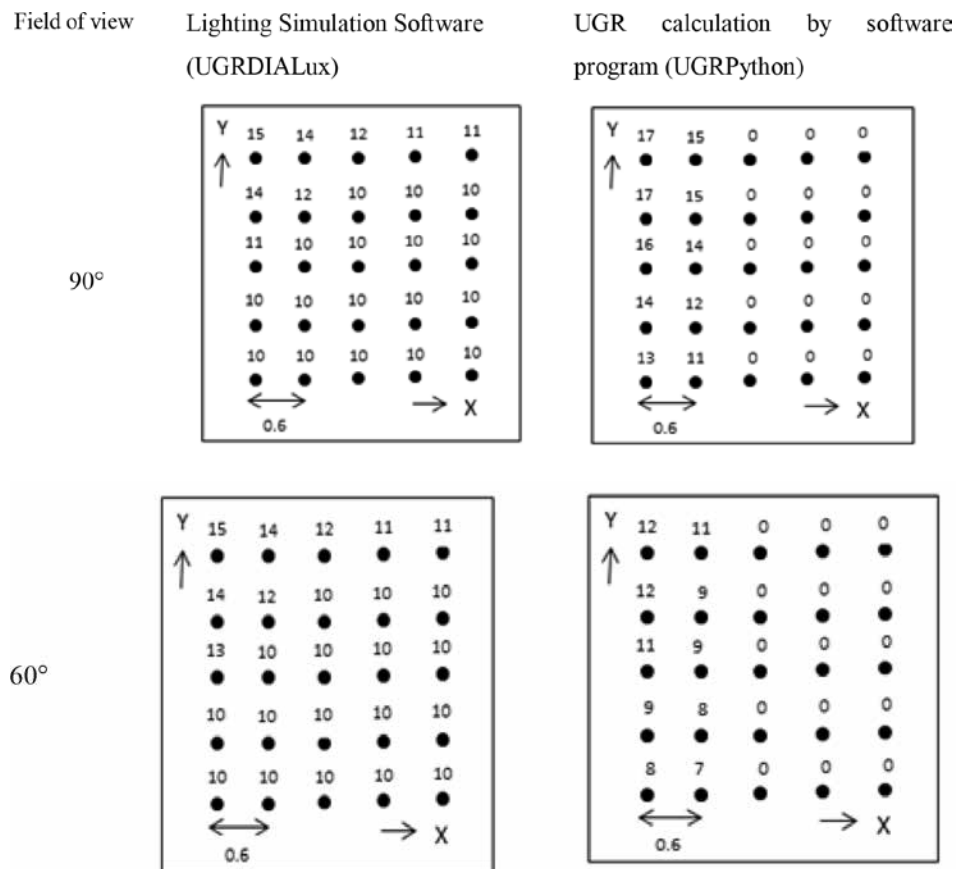 Field of view
Lighting Simulation Software
(UGRDIALux)
UGR calculation by software
program (UGRPython)
90°
Y
15 14 12 11 11
14 12 10 10 10
11 10 10 10 10
10 10 10 10 10
10 10 10 10 10
0.6
X
Y
17 15 0 0 0
17 15 0 0 0
16 14 0 0 0
14 12 0 0 0
13 11 0 0 0
0.6
X
60°
Y
15 14 12 11 11
14 12 10 10 10
13 10 10 10 10
10 10 10 10 10
10 10 10 10 10
0.6
X
Y
12 11 0 0 0
12 9 0 0 0
11 9 0 0 0
9 8 0 0 0
8 7 0 0 0
0.6
X